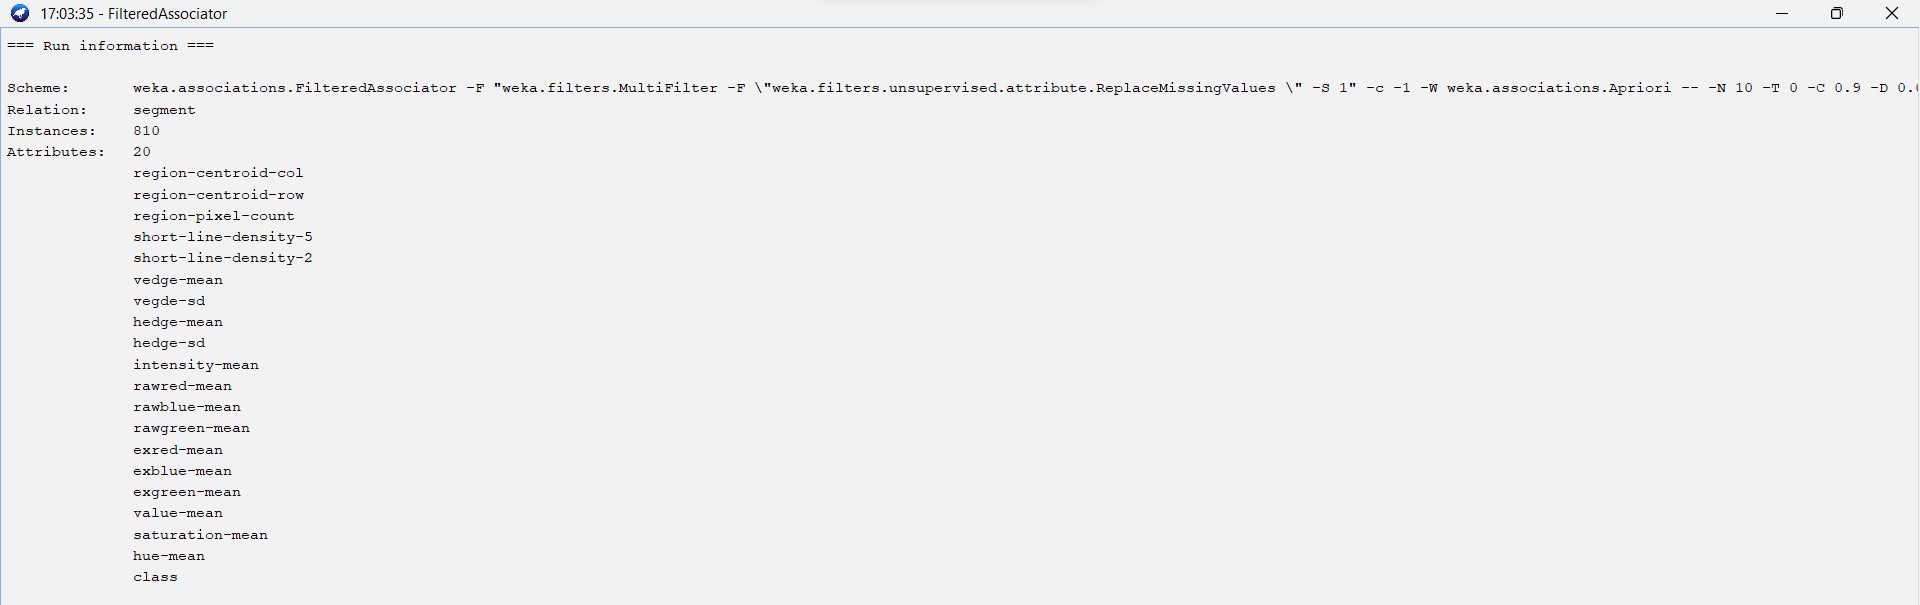 17:03:35 - FilteredAssociator
=== Run information ===
Scheme: weka.associations.FilteredAssociator -F "weka.filters.MultiFilter -F \"weka.filters.unsupervised.attribute.ReplaceMissingValues \" -S 1" -c -1 -W weka.associations.Apriori -- -N 10 -T 0 -C 0.9 -D 0.
Relation: segment
Instances: 810
Attributes: 20
region-centroid-col
region-centroid-row
region-pixel-count
short-line-density-5
short-line-density-2
vedge-mean
vegde-sd
hedge-mean
hedge-sd
intensity-mean
rawred-mean
rawblue-mean
rawgreen-mean
exred-mean
exblue-mean
exgreen-mean
value-mean
saturation-mean
hue-mean
class